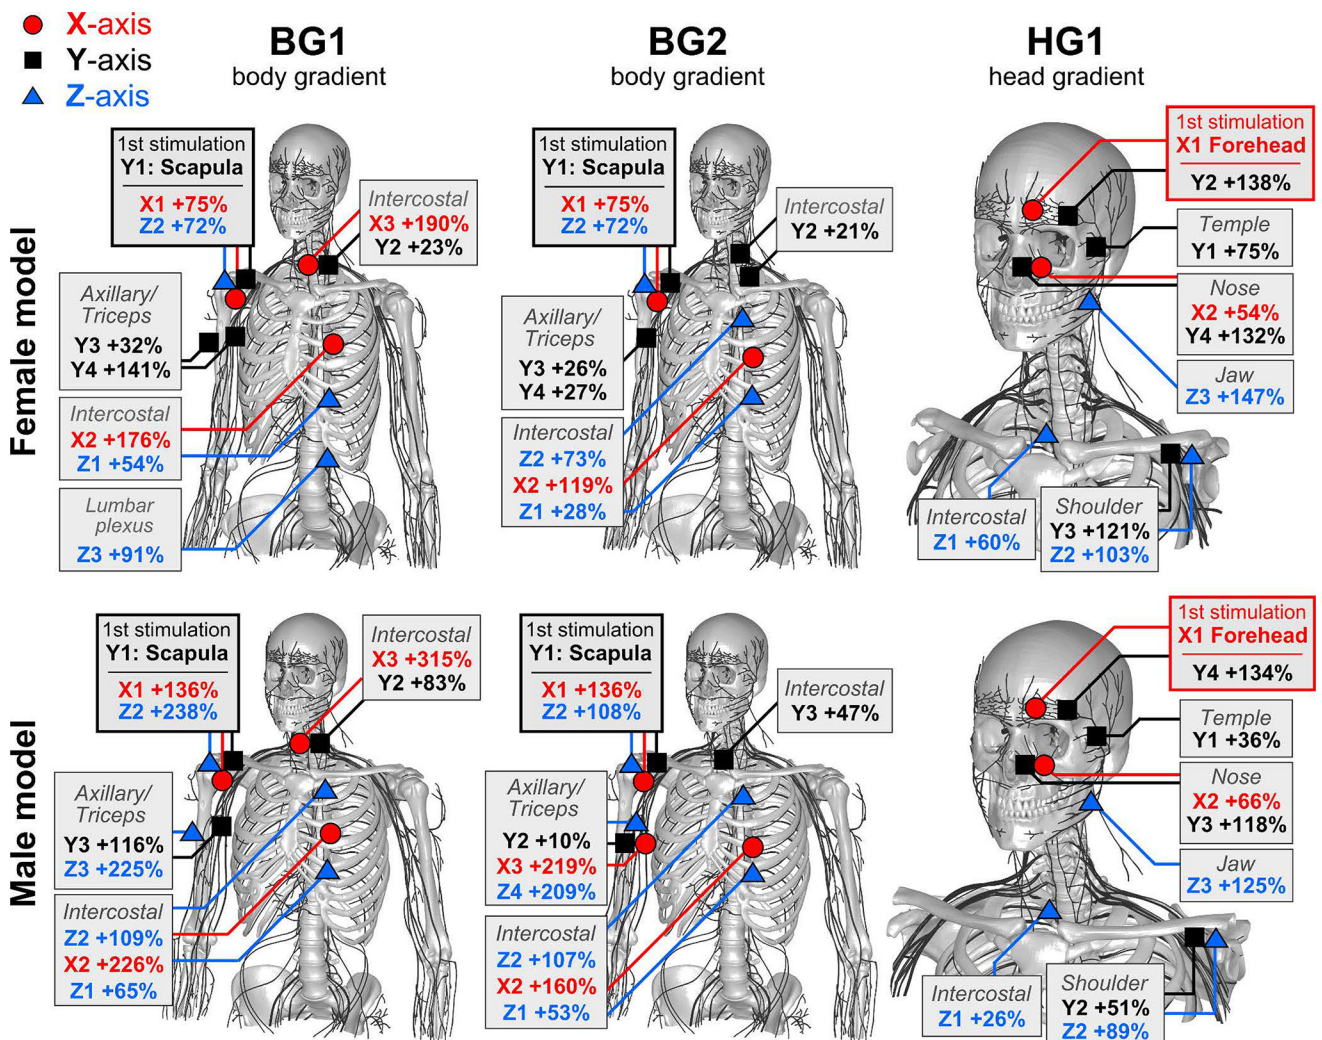 X-axis
Y-axis
Z-axis
BG1
body gradient
BG2
body gradient
HG1
head gradient
Female model
1st stimulation
Y1: Scapula
X1 +75%
Z2 +72%
Intercostal
X3 +190%
Y2 +23%
Axillary/
Triceps
Y3 +32%
Y4 +141%
Intercostal
X2 +176%
Z1 +54%
Lumbar
plexus
Z3 +91%
1st stimulation
Y1: Scapula
X1 +75%
Z2 +72%
Intercostal
Y2 +21%
Axillary/
Triceps
Y3 +26%
Y4 +27%
Intercostal
Z2 +73%
X2 +119%
Z1 +28%
1st stimulation
X1 Forehead
Y2 +138%
Temple
Y1 +75%
Nose
X2 +54%
Y4 +132%
Jaw
Z3 +147%
Intercostal
Z1 +60%
Shoulder
Y3 +121%
Z2 +103%
Male model
1st stimulation
Y1: Scapula
X1 +136%
Z2 +238%
Intercostal
X3 +315%
Y2 +83%
Axillary/
Triceps
Y3 +116%
Z3 +225%
Intercostal
Z2 +109%
X2 +226%
Z1 +65%
1st stimulation
Y1: Scapula
X1 +136%
Z2 +108%
Intercostal
Y3 +47%
Axillary/
Triceps
Y2 +10%
X3 +219%
Z4 +209%
Intercostal
Z2 +107%
X2 +160%
Z1 +53%
1st stimulation
X1 Forehead
Y4 +134%
Temple
Y1 +36%
Nose
X2 +66%
Y3 +118%
Jaw
Z3 +125%
Intercostal
Z1 +26%
Shoulder
Y2 +51%
Z2 +89%